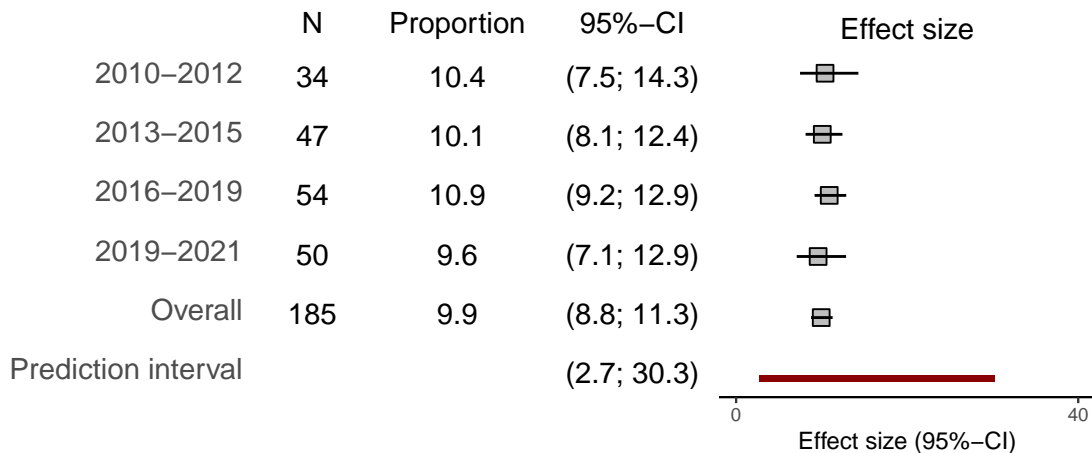 N Proportion 95%−CI Effect size
2010−2012 34 10.4 (7.5; 14.3)
2013−2015 47 10.1 (8.1; 12.4)
2016−2019 54 10.9 (9.2; 12.9)
2019−2021 50 9.6 (7.1; 12.9)
Overall 185 9.9 (8.8; 11.3)
Prediction interval (2.7; 30.3)
0 40
Effect size (95%−CI)